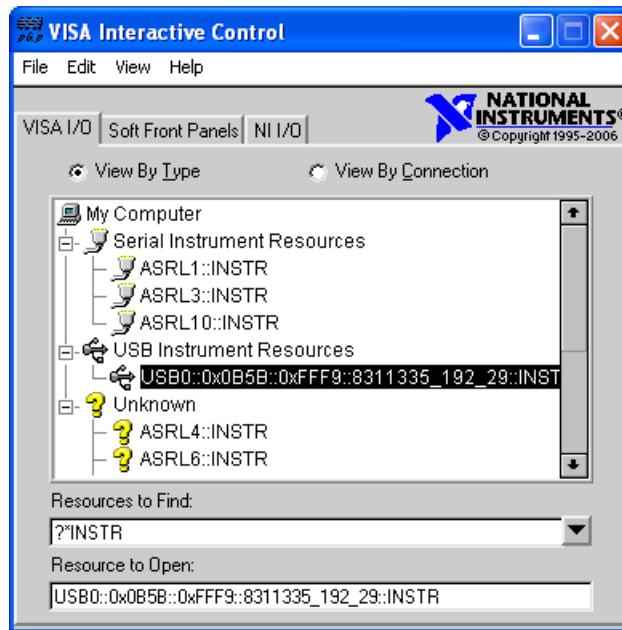 VISA Interactive Control
File Edit View Help
NATIONAL
INSTRUMENTS®
© Copyright 1995-2006
VISA I/O Soft Front Panels NI I/O
View By Type View By Connection
My Computer
Serial Instrument Resources
ASRL1::INSTR
ASRL3::INSTR
ASRL10::INSTR
USB Instrument Resources
USB0::0x0B5B::0xFFF9::8311335_192_29::INST
Unknown
ASRL4::INSTR
ASRL6::INSTR
Resources to Find:
?*INSTR
Resource to Open:
USB0::0x0B5B::0xFFF9::8311335_192_29::INSTR